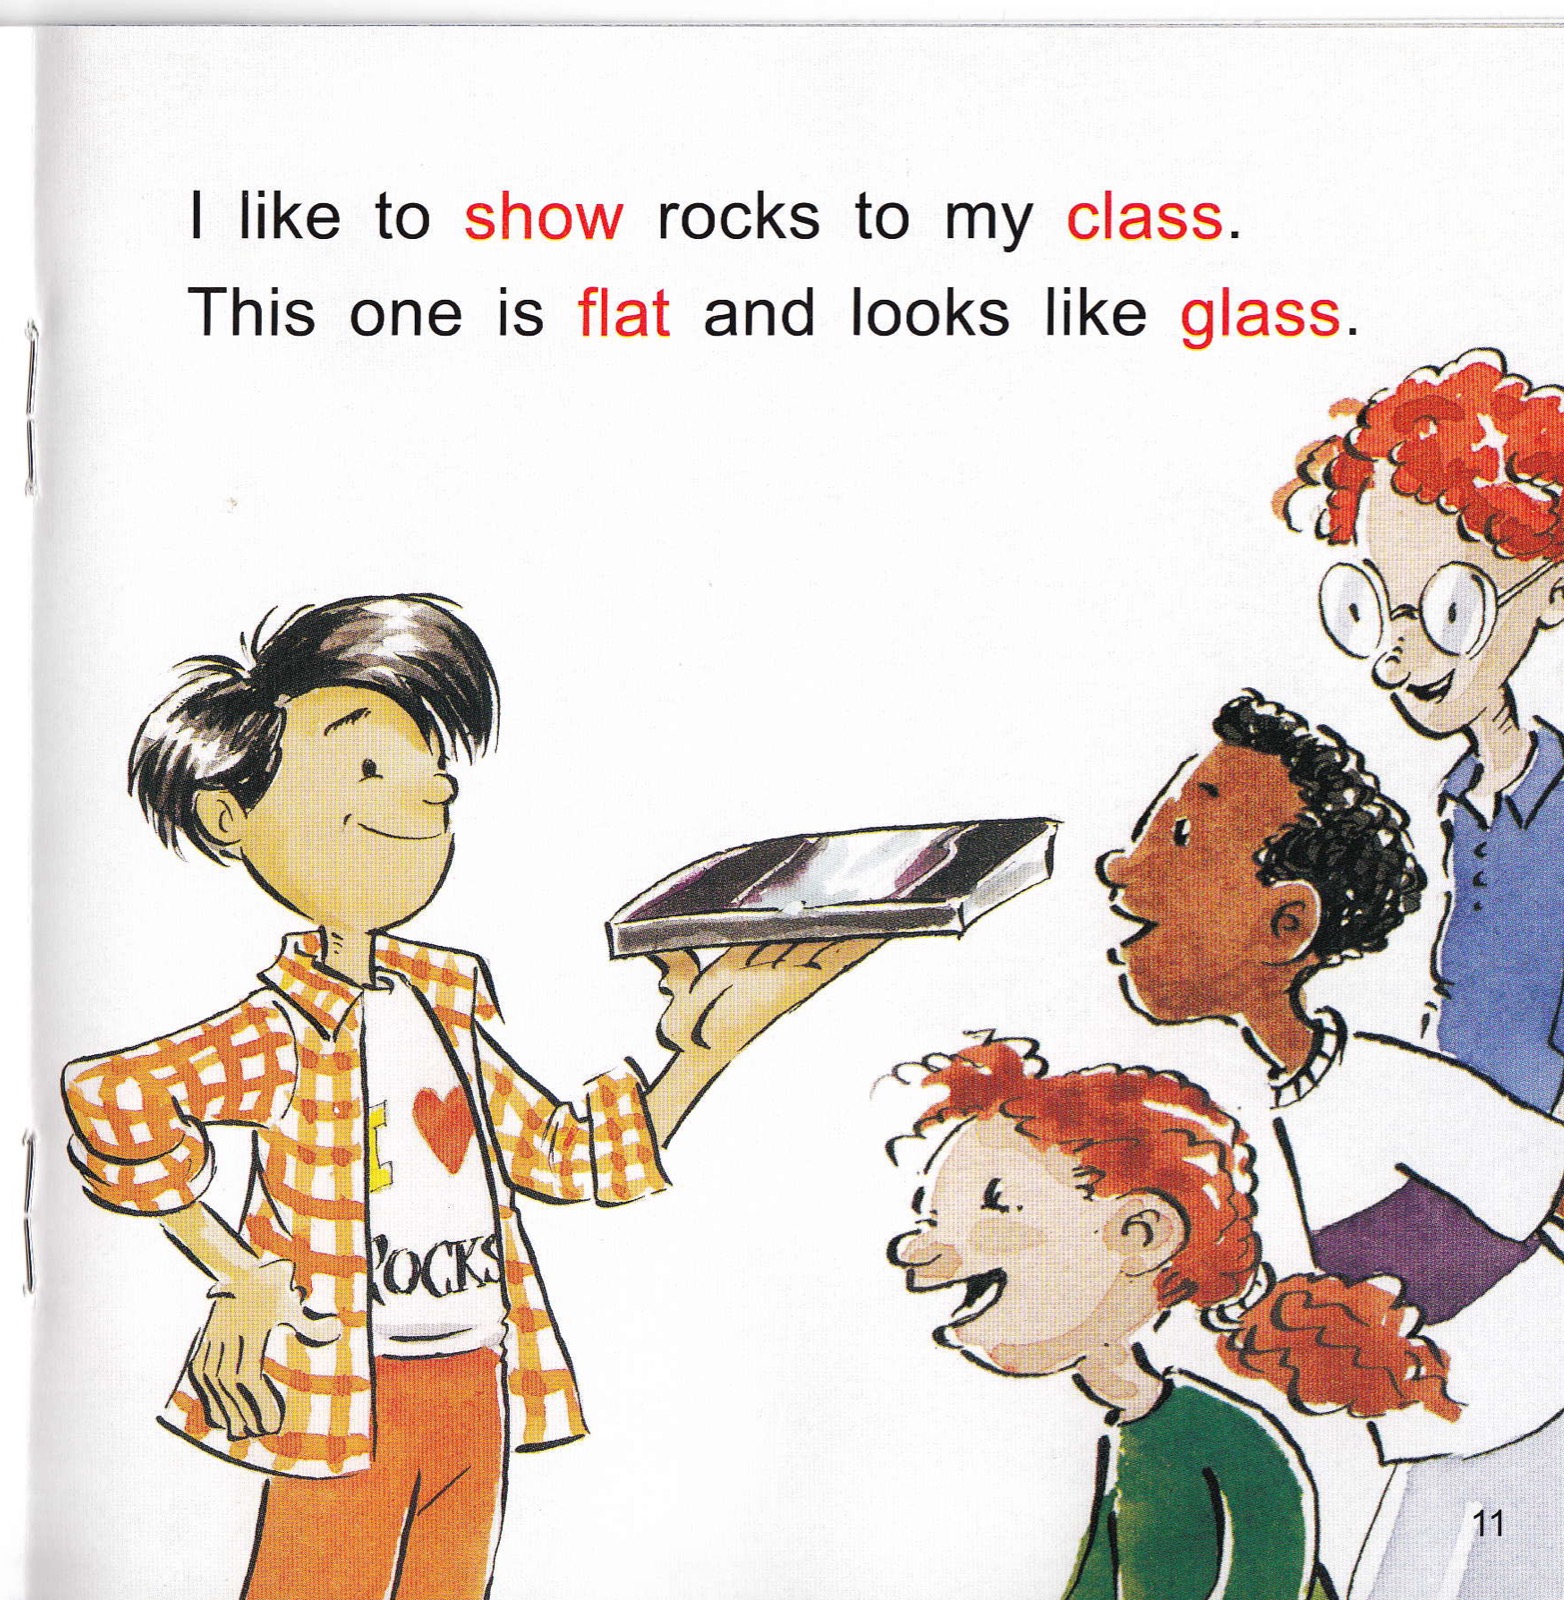 I like to show rocks to my class.
This one is flat and looks like glass.
I
ROCKS
11